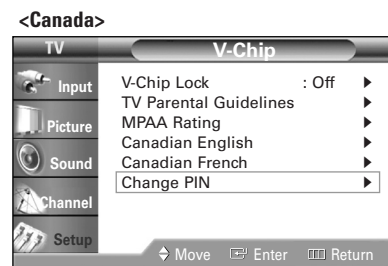 <Canada>
TV
V-Chip
Input
Picture
Sound
Channel
Setup
V-Chip Lock : Off
TV Parental Guidelines
MPAA Rating
Canadian English
Canadian French
Change PIN
Move Enter Return